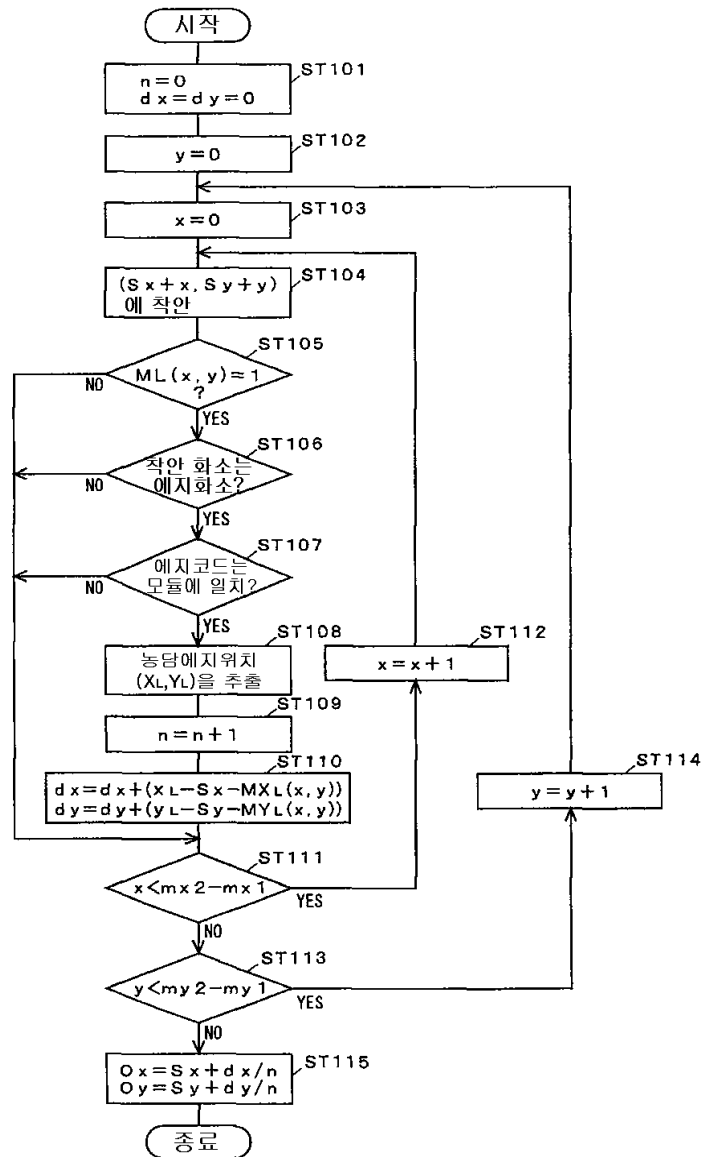 시작
ST101
n=0
dx=dy=0
ST102
y=0
ST103
x=0
ST104
(Sx+x, Sy+y)
에 착안
ST105
ML(x, y)=1
?
NO
YES
ST106
착안 화소는
에지화소?
NO
YES
ST107
에지코드는
모듈에 일치?
NO
YES
ST108
농담에지위치
(XL,YL)을 추출
ST112
x=x+1
ST109
n=n+1
ST110
dx=dx+(xL-Sx-MXL(x, y))
dy=dy+(yL-Sy-MYL(x, y))
ST114
y=y+1
ST111
x<mx2-mx1
YES
NO
ST113
y<my2-my1
YES
NO
ST115
Ox=Sx+dx/n
Oy=Sy+dy/n
종료